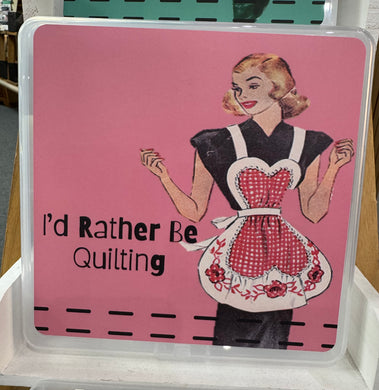 I'd Rather Be
Quilting